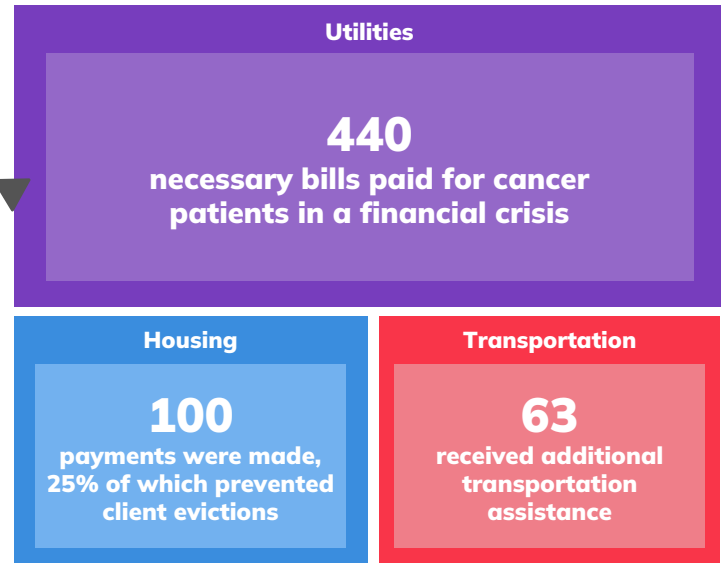 Utilities
440
necessary bills paid for cancer
patients in a financial crisis
Housing
100
payments were made,
25% of which prevented
client evictions
Transportation
63
received additional
transportation
assistance